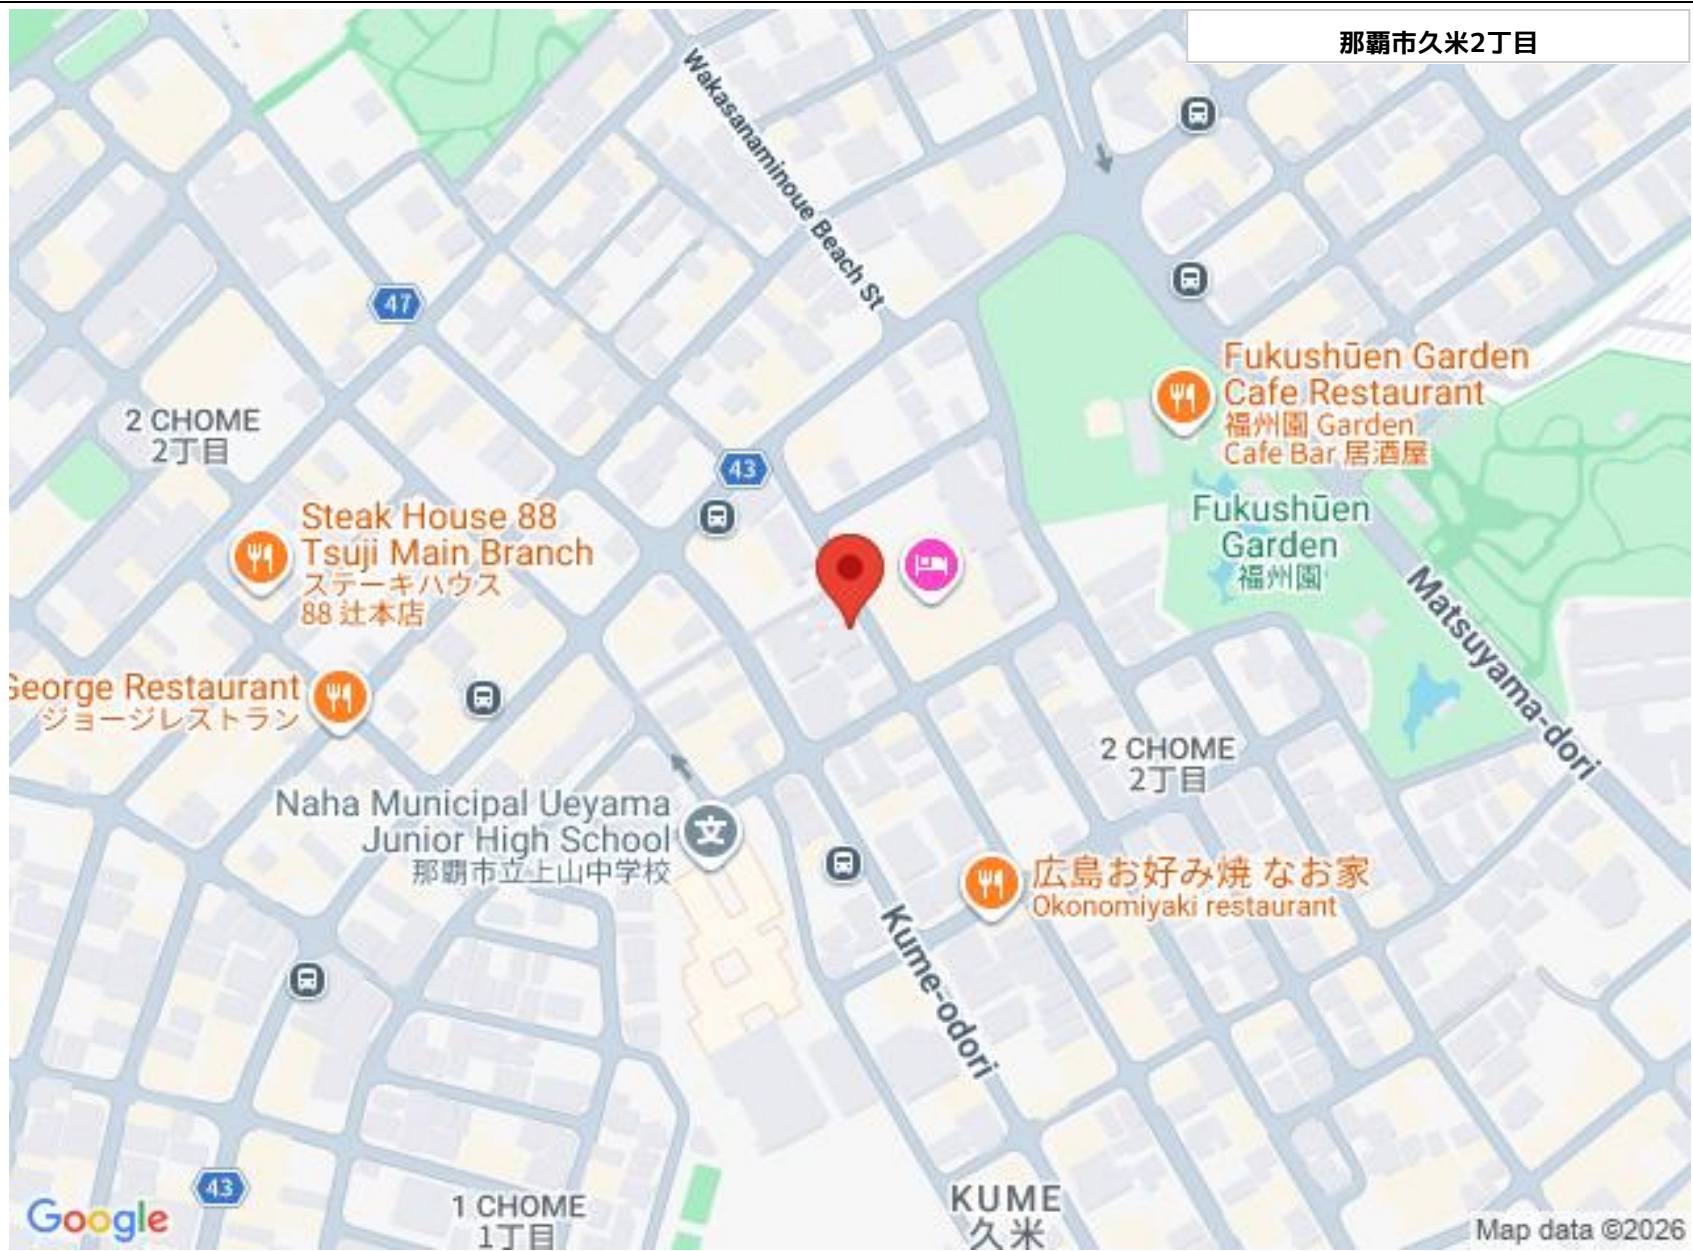 那覇市久米2丁目
Wakasanaminoue Beach St
47
Fukushūen Garden
Cafe Restaurant
福州園 Garden
Cafe Bar 居酒屋
2 CHOME
2丁目
43
Steak House 88
Tsuji Main Branch
ステーキハウス
88 辻本店
Fukushūen
Garden
福州園
Matsuyama-dori
George Restaurant
ジョージレストラン
2 CHOME
2丁目
Naha Municipal Ueyama
Junior High School
那覇市立上山中学校
文
広島お好み焼 なお家
Okonomiyaki restaurant
Kume-odori
43
1 CHOME
1丁目
KUME
久米
Google
Map data ©2026